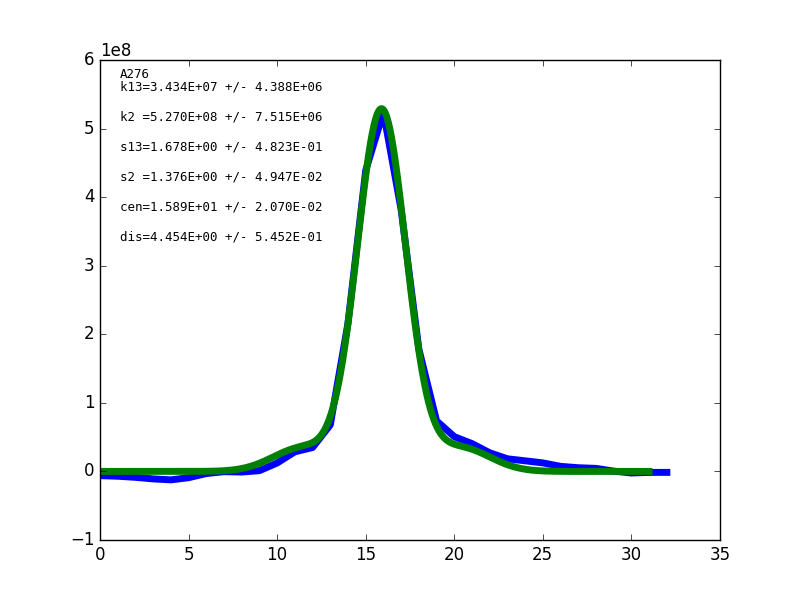 1e8
A276
k13=3.434E+07 +/- 4.388E+06
k2 =5.270E+08 +/- 7.515E+06
s13=1.678E+00 +/- 4.823E-01
s2 =1.376E+00 +/- 4.947E-02
cen=1.589E+01 +/- 2.070E-02
dis=4.454E+00 +/- 5.452E-01
6
5
4
3
2
1
0
−1
0 5 10 15 20 25 30 35